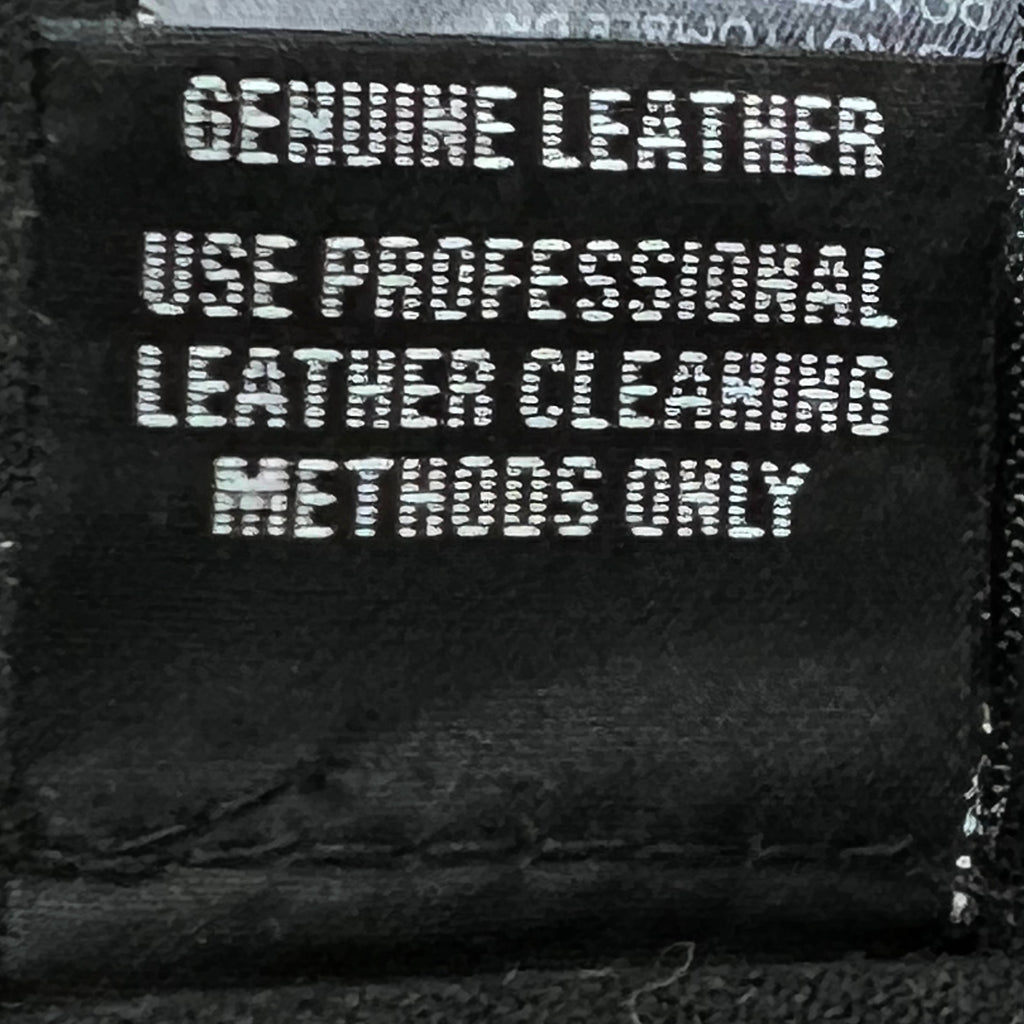 GENUINE LEATHER
USE PROFESSIONAL
LEATHER CLEANING
METHODS ONLY